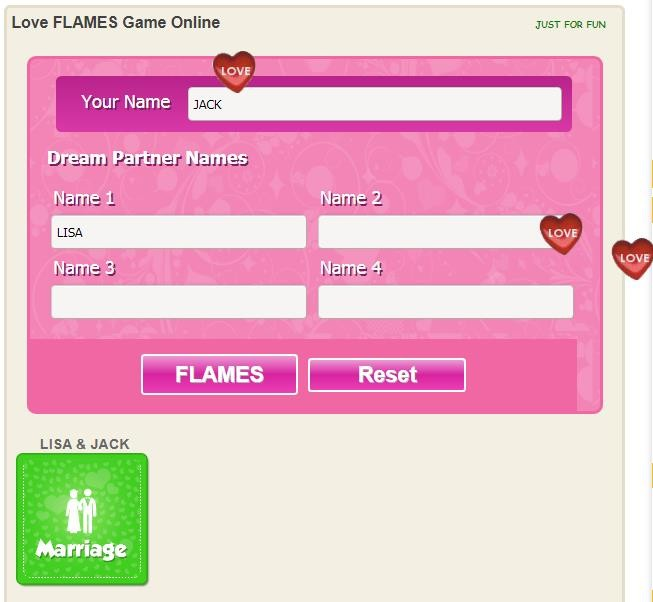 Love FLAMES Game Online
JUST FOR FUN
LOVE
Your Name JACK
Dream Partner Names
Name 1 Name 2
LISA
LOVE
LOVE
Name 3 Name 4
FLAMES Reset
LISA & JACK
Marriage